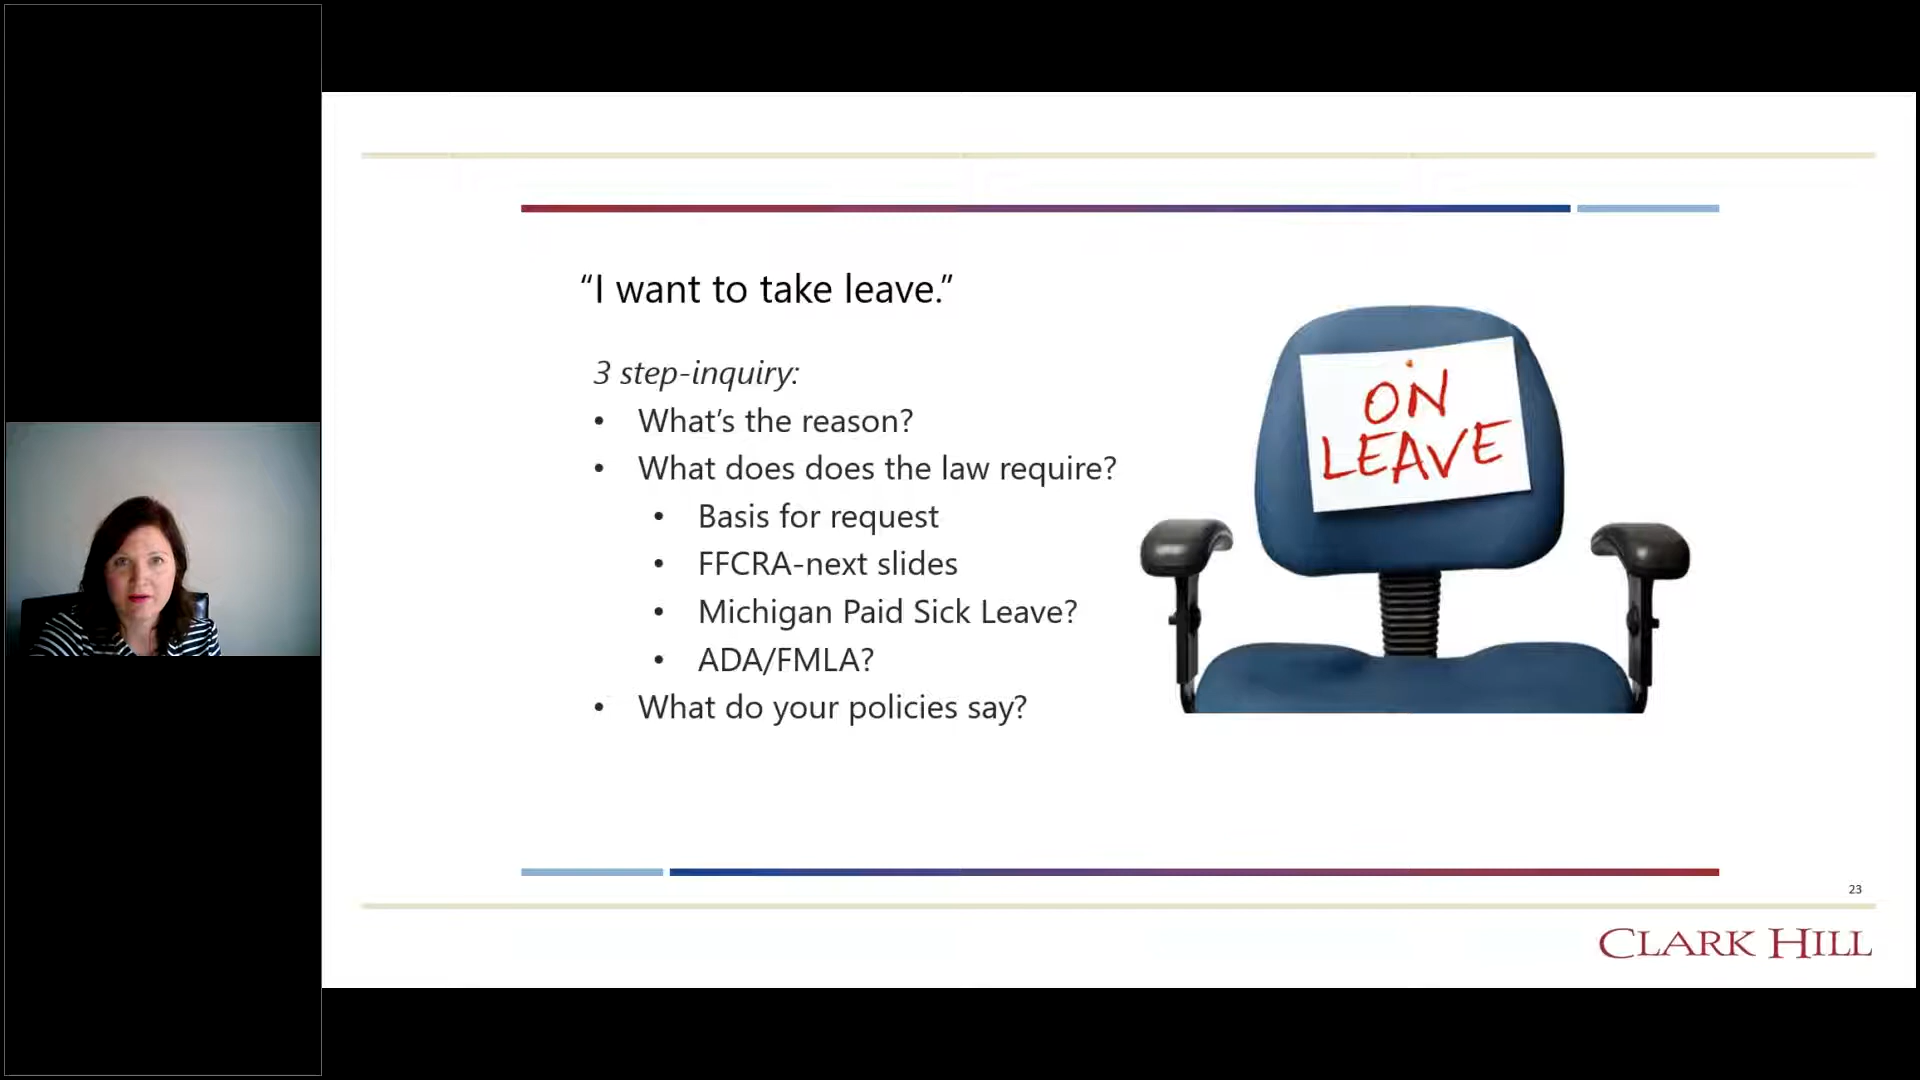 “I want to take leave.”
3 step-inquiry:
• What’s the reason?
• What does does the law require?
• Basis for request
• FFCRA-next slides
• Michigan Paid Sick Leave?
• ADA/FMLA?
• What do your policies say?
ON
LEAVE
23
CLARK HILL